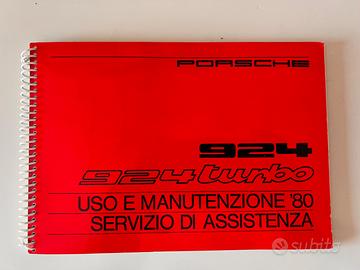 PORSCHE
924
924 turbo
USO E MANUTENZIONE '80
SERVIZIO DI ASSISTENZA
subito